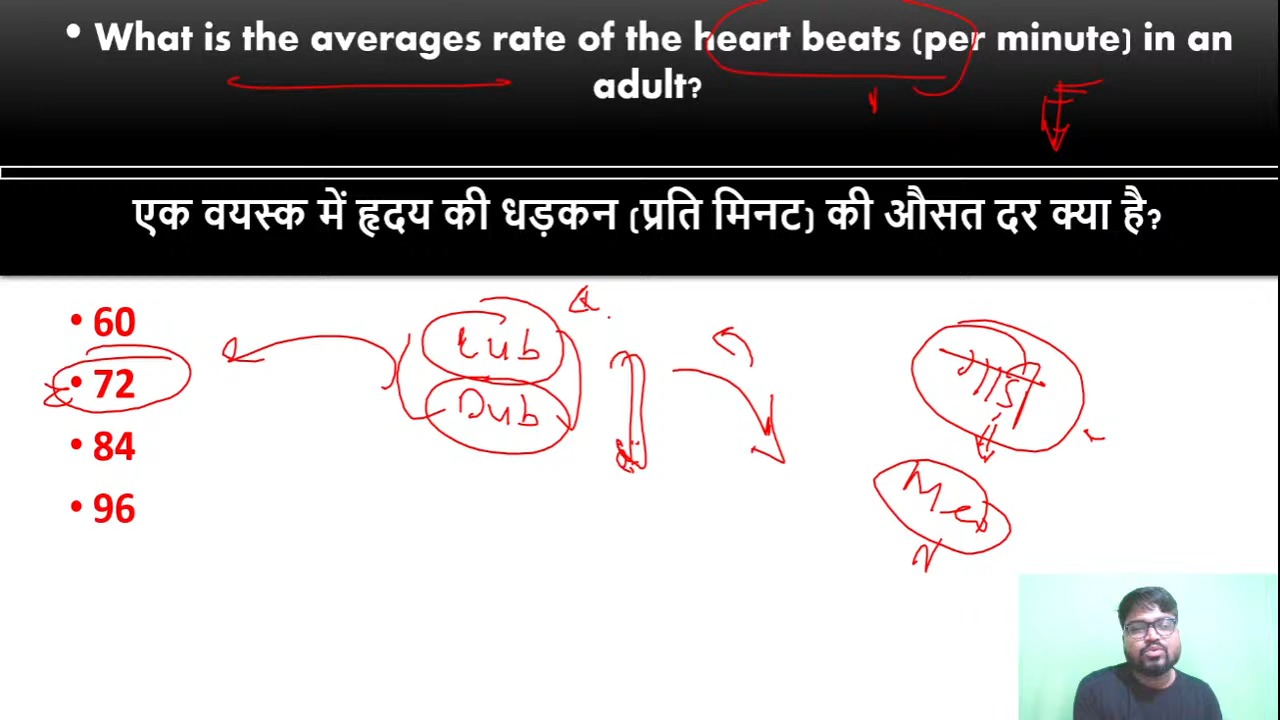 • What is the averages rate of the heart beats (per minute) in an
adult?
एक वयस्क में हृदय की धड़कन (प्रति मिनट) की औसत दर क्या है?
• 60
• 72
• 84
• 96
Lub
Dub
नाडी